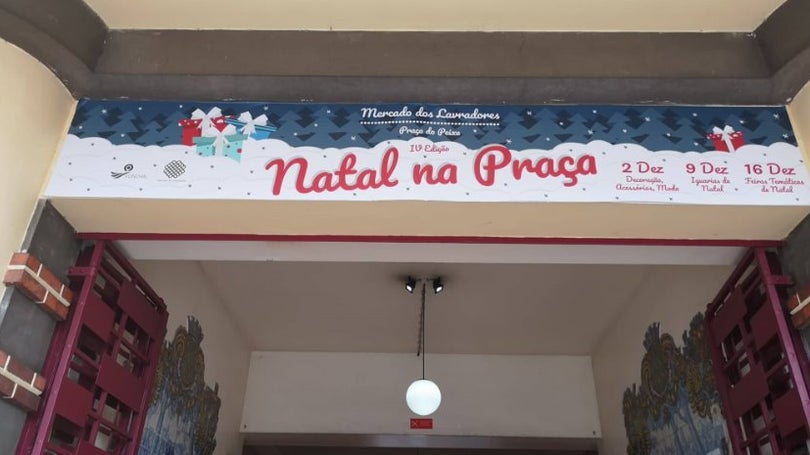 Mercado dos Lavradores
Praça do Peixe
IVª Edição
Natal na Praça
2 Dez
Decoração,
Acessórios, Moda
9 Dez
Iguarias de
Natal
16 Dez
Feiras Temáticas
de Natal